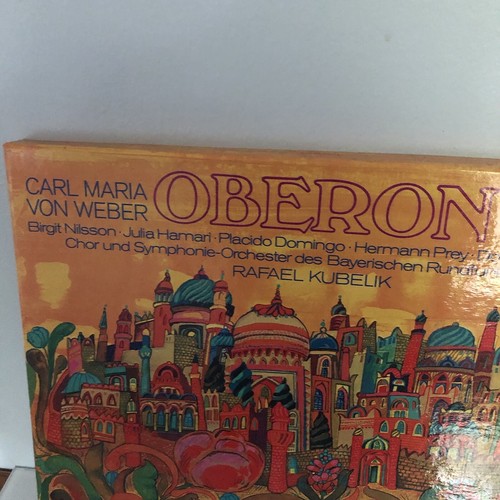 CARL MARIA
VON WEBER
OBERON
Birgit Nilsson · Julia Hamari · Placido Domingo · Hermann Prey ·
Chor und Symphonie-Orchester des Bayerischen Rundfun
RAFAEL KUBELIK